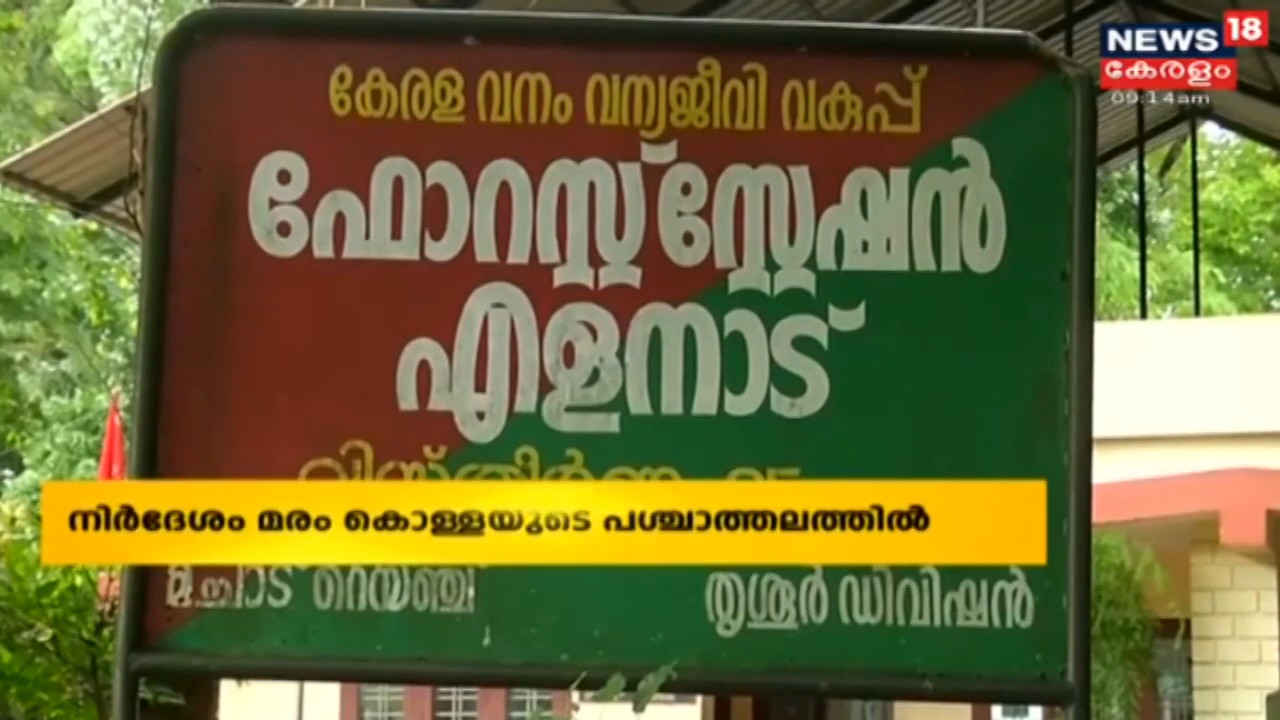 NEWS 18
കേരളം
09:14am
കേരള വനം വന്യജീവി വകുപ്പ്
ഫോറസ്റ്റ് സ്റ്റേഷൻ
എളനാട്
നിർദേശം മരം കൊള്ളയുടെ പശ്ചാത്തലത്തിൽ
മച്ചാട് റെയ്ഞ്ച്
തൃശൂർ ഡിവിഷൻ